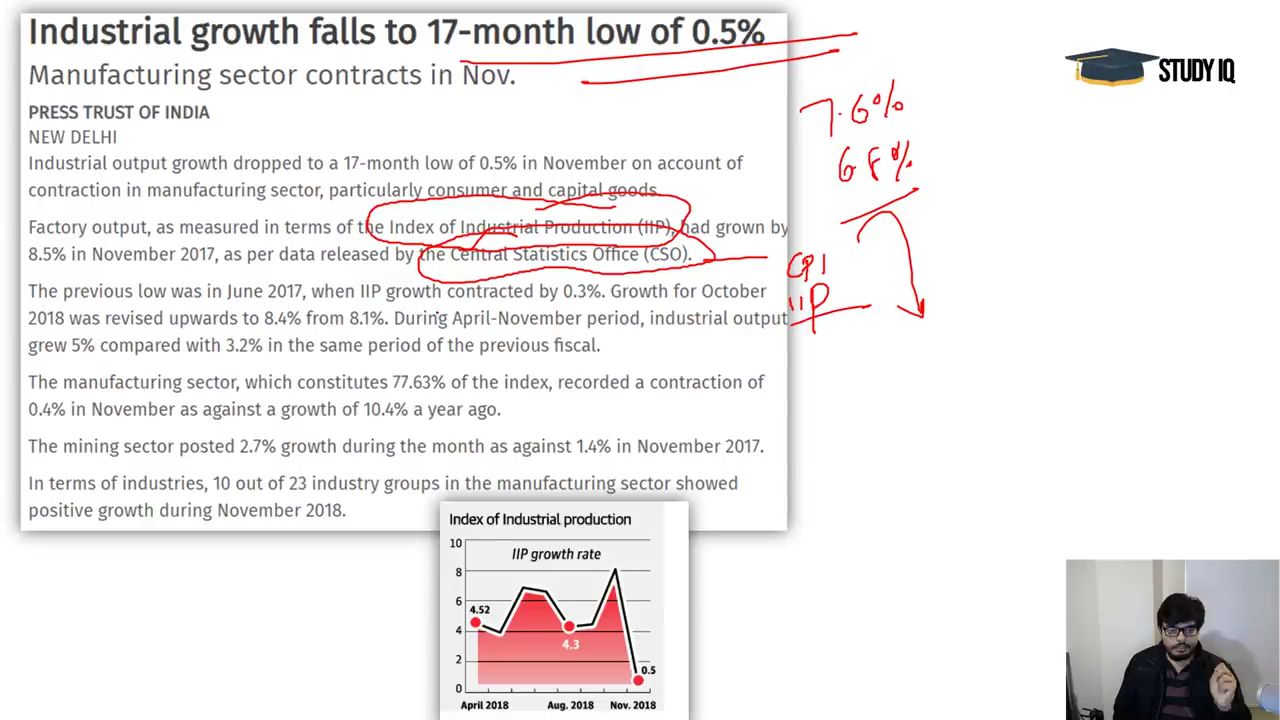 Industrial growth falls to 17-month low of 0.5%
Manufacturing sector contracts in Nov.
PRESS TRUST OF INDIA
NEW DELHI
Industrial output growth dropped to a 17-month low of 0.5% in November on account of
contraction in manufacturing sector, particularly consumer and capital goods.
Factory output, as measured in terms of the Index of Industrial Production (IIP), had grown by
8.5% in November 2017, as per data released by the Central Statistics Office (CSO).
The previous low was in June 2017, when IIP growth contracted by 0.3%. Growth for October
2018 was revised upwards to 8.4% from 8.1%. During April-November period, industrial output
grew 5% compared with 3.2% in the same period of the previous fiscal.
The manufacturing sector, which constitutes 77.63% of the index, recorded a contraction of
0.4% in November as against a growth of 10.4% a year ago.
The mining sector posted 2.7% growth during the month as against 1.4% in November 2017.
In terms of industries, 10 out of 23 industry groups in the manufacturing sector showed
positive growth during November 2018.
STUDY IQ
7.6%
68%
CPI
IIP
Index of Industrial production
IIP growth rate
10
8
6
4
2
0
4.52
4.3
0.5
April 2018 Aug. 2018 Nov. 2018